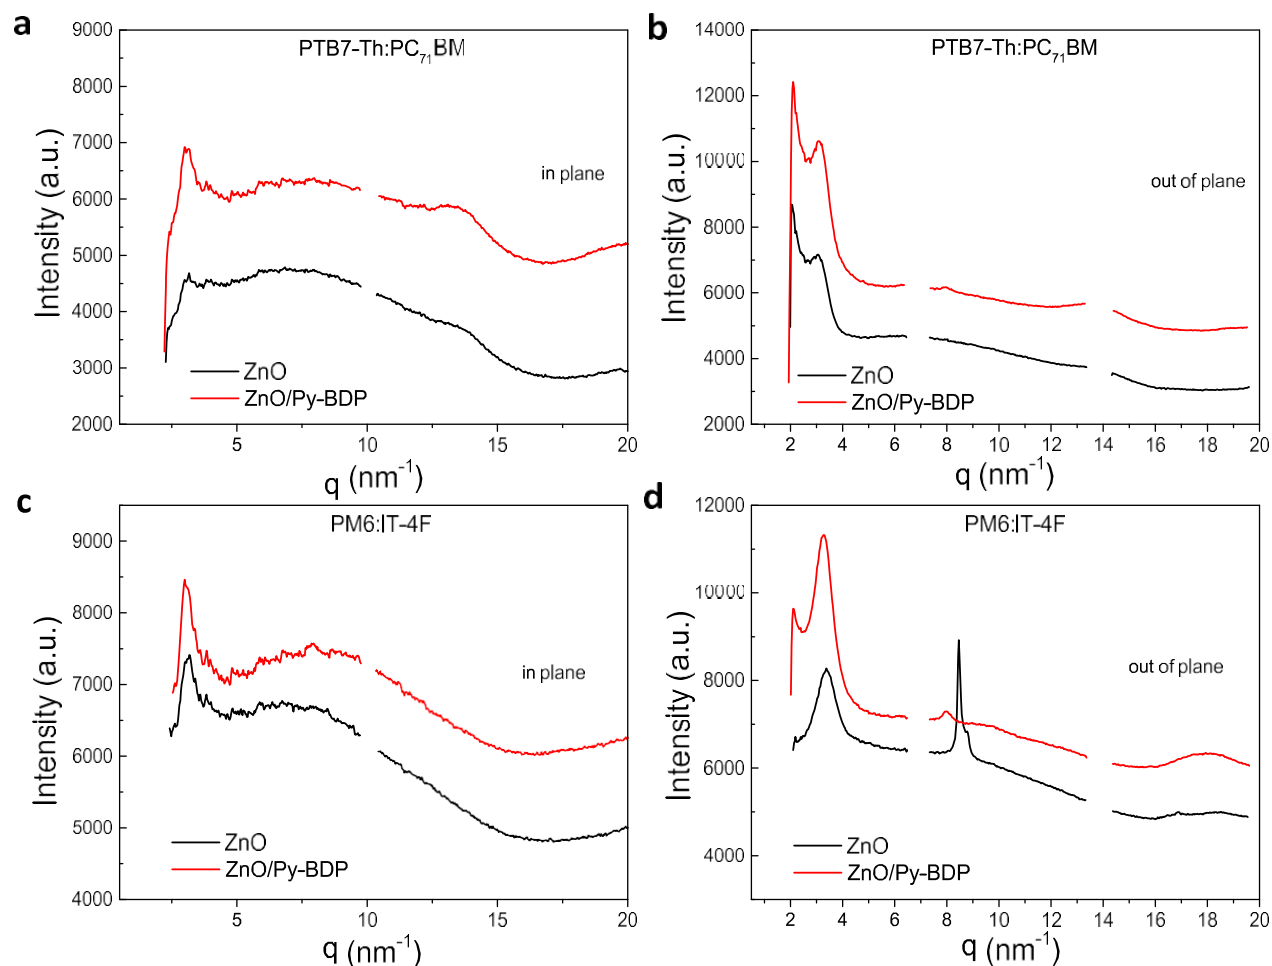 a
PTB7-Th:PC₇₁BM
in plane
Intensity (a.u.)
9000
8000
7000
6000
5000
4000
3000
2000
ZnO
ZnO/Py-BDP
5
10
15
20
q (nm⁻¹)
b
PTB7-Th:PC₇₁BM
out of plane
Intensity (a.u.)
14000
12000
10000
8000
6000
4000
2000
ZnO
ZnO/Py-BDP
2
4
6
8
10
12
14
16
18
20
q (nm⁻¹)
c
PM6:IT-4F
in plane
Intensity (a.u.)
9000
8000
7000
6000
5000
4000
ZnO
ZnO/Py-BDP
5
10
15
20
q (nm⁻¹)
d
PM6:IT-4F
out of plane
Intensity (a.u.)
12000
10000
8000
6000
4000
ZnO
ZnO/Py-BDP
2
4
6
8
10
12
14
16
18
20
q (nm⁻¹)